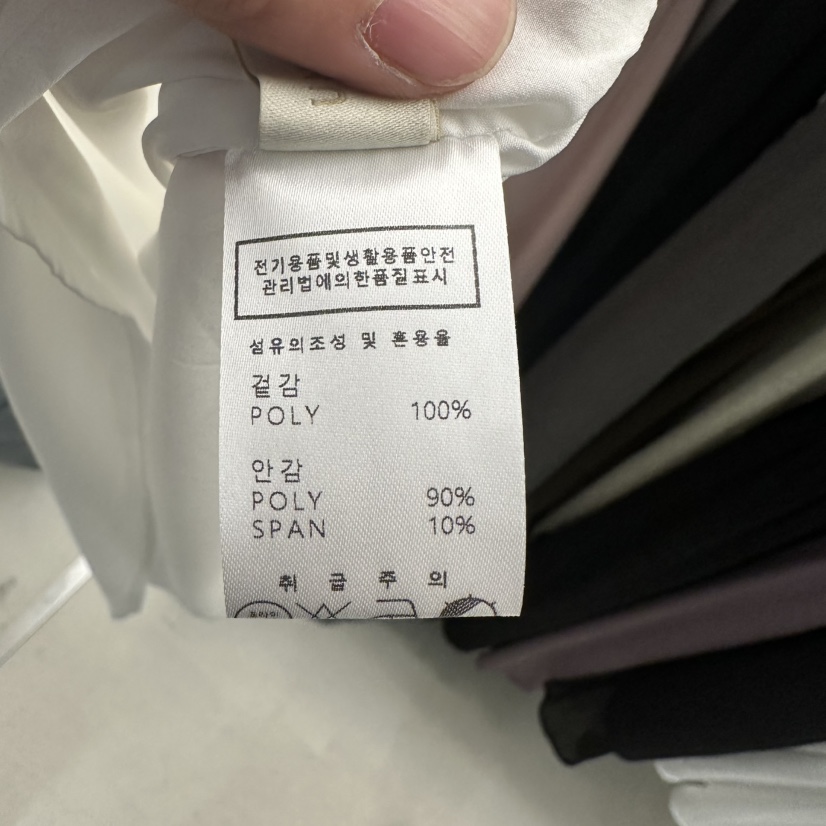 전기용품및생활용품안전
관리법에의한품질표시
섬유의조성 및 혼용율
겉감
POLY 100%
안감
POLY 90%
SPAN 10%
취 급 주 의